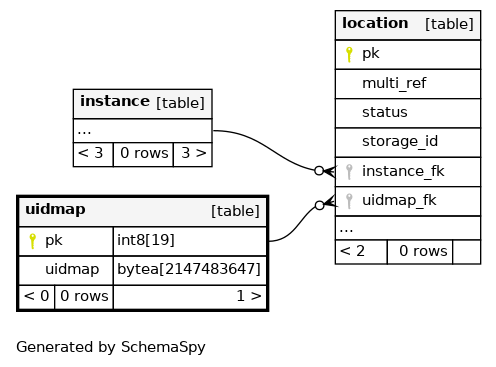 location [table]
pk
multi_ref
status
storage_id
instance_fk
uidmap_fk
...
< 2 0 rows
instance [table]
...
< 3 0 rows 3 >
uidmap [table]
pk int8[19]
uidmap bytea[2147483647]
< 0 0 rows 1 >
Generated by SchemaSpy